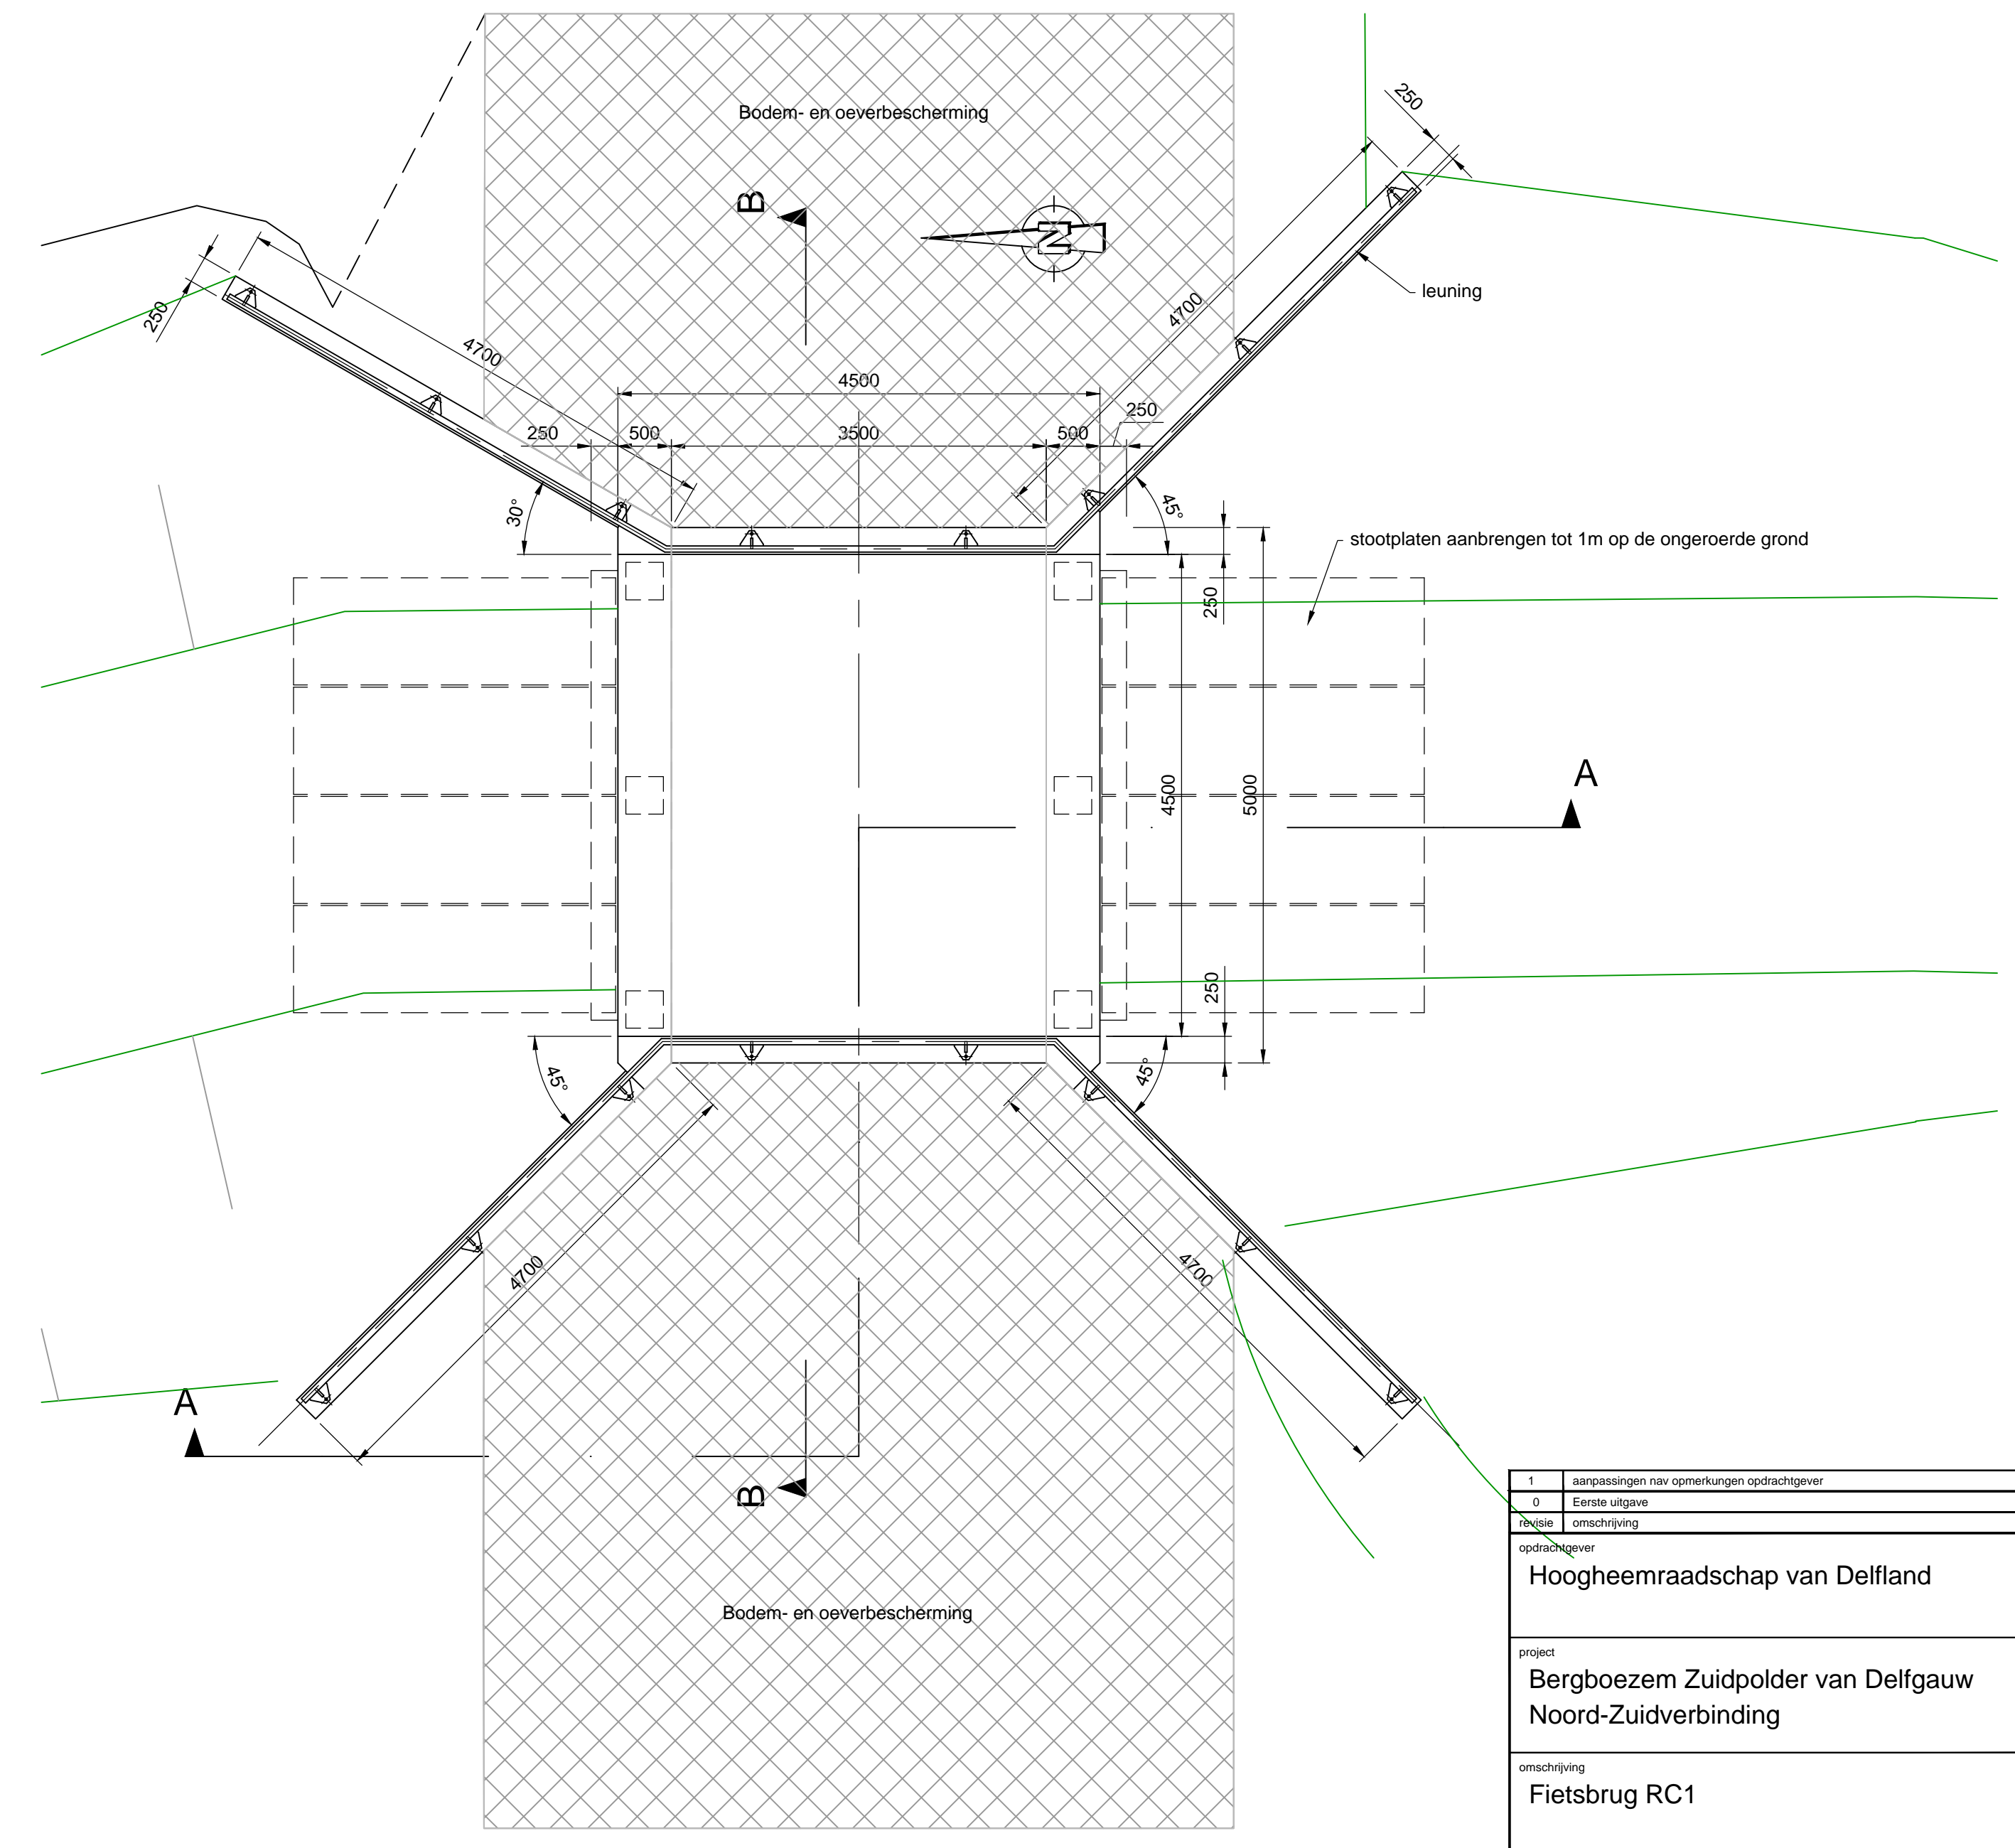 Bodem- en oeverbescherming
250
B
N
4700
leuning
250
4700
4500
250
250 500 3500 500
30°
45°
stootplaten aanbrengen tot 1m op de ongeroerde grond
250
A
4500
5000
250
45°
45°
4700
4700
A
B
Bodem- en oeverbescherming
1 aanpassingen nav opmerkingen opdrachtgever
0 Eerste uitgave
revisie omschrijving
opdrachtgever
Hoogheemraadschap van Delfland
project
Bergboezem Zuidpolder van Delfgauw
Noord-Zuidverbinding
omschrijving
Fietsbrug RC1